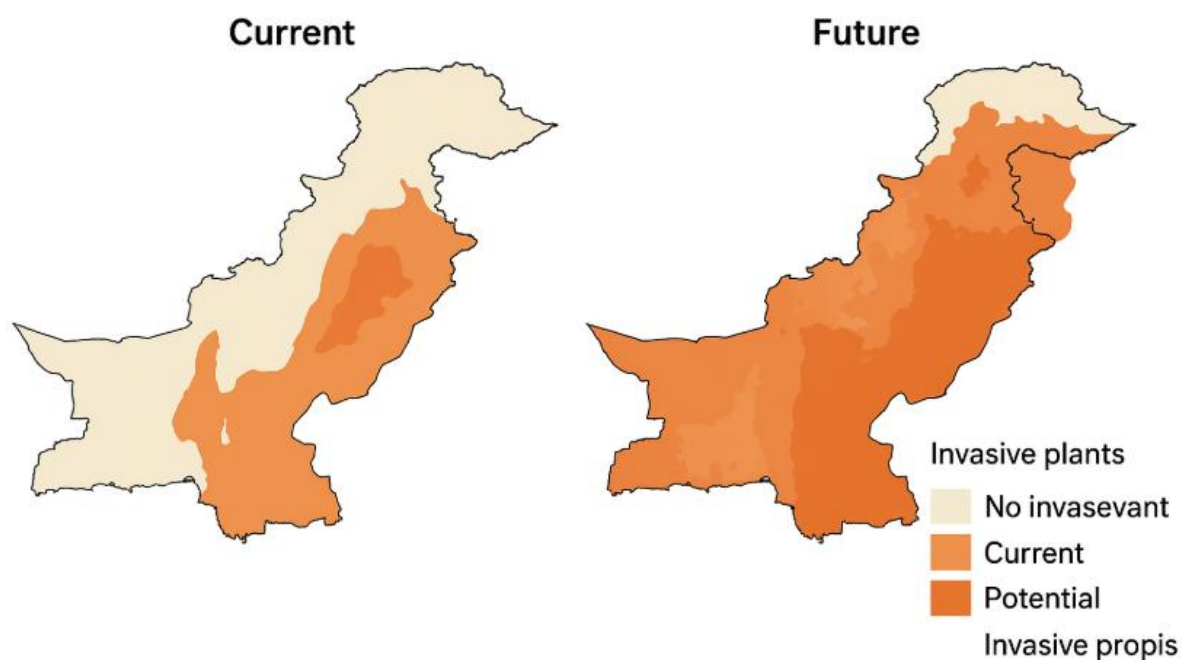 Current
Future
Invasive plants
No invasevant
Current
Potential
Invasive propis